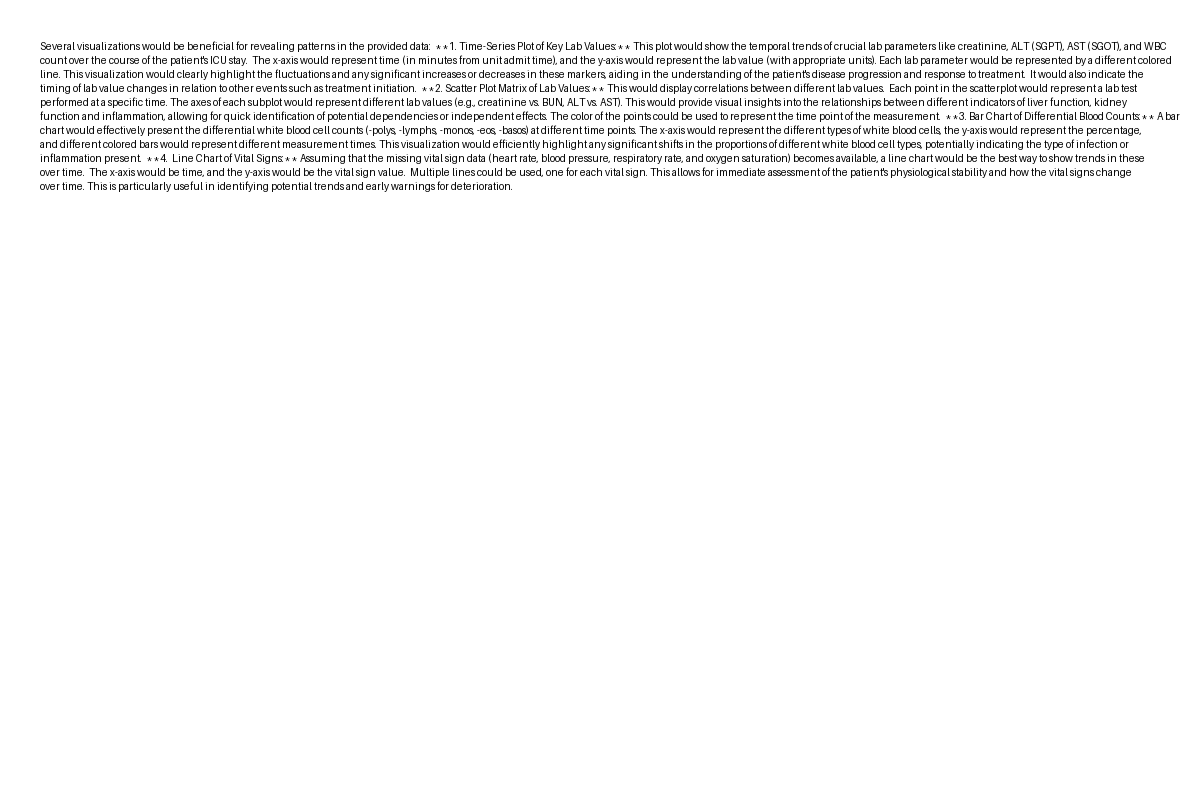 Several visualizations would be beneficial for revealing patterns in the provided data:  **1. Time-Series Plot of Key Lab Values:** This plot would show the temporal trends of crucial lab parameters like creatinine, ALT (SGPT), AST (SGOT), and WBC
count over the course of the patient's ICU stay.  The x-axis would represent time (in minutes from unit admit time), and the y-axis would represent the lab value (with appropriate units). Each lab parameter would be represented by a different colored
line. This visualization would clearly highlight the fluctuations and any significant increases or decreases in these markers, aiding in the understanding of the patient's disease progression and response to treatment.  It would also indicate the
timing of lab value changes in relation to other events such as treatment initiation.  **2. Scatter Plot Matrix of Lab Values:** This would display correlations between different lab values.  Each point in the scatterplot would represent a lab test
performed at a specific time. The axes of each subplot would represent different lab values (e.g., creatinine vs. BUN, ALT vs. AST). This would provide visual insights into the relationships between different indicators of liver function, kidney
function and inflammation, allowing for quick identification of potential dependencies or independent effects. The color of the points could be used to represent the time point of the measurement.  **3. Bar Chart of Differential Blood Counts:** A bar
chart would effectively present the differential white blood cell counts (-polys, -lymphs, -monos, -eos, -basos) at different time points. The x-axis would represent the different types of white blood cells, the y-axis would represent the percentage,
and different colored bars would represent different measurement times. This visualization would efficiently highlight any significant shifts in the proportions of different white blood cell types, potentially indicating the type of infection or
inflammation present.  **4.  Line Chart of Vital Signs:** Assuming that the missing vital sign data (heart rate, blood pressure, respiratory rate, and oxygen saturation) becomes available, a line chart would be the best way to show trends in these
over time.  The x-axis would be time, and the y-axis would be the vital sign value.  Multiple lines could be used, one for each vital sign. This allows for immediate assessment of the patient's physiological stability and how the vital signs change
over time. This is particularly useful in identifying potential trends and early warnings for deterioration.